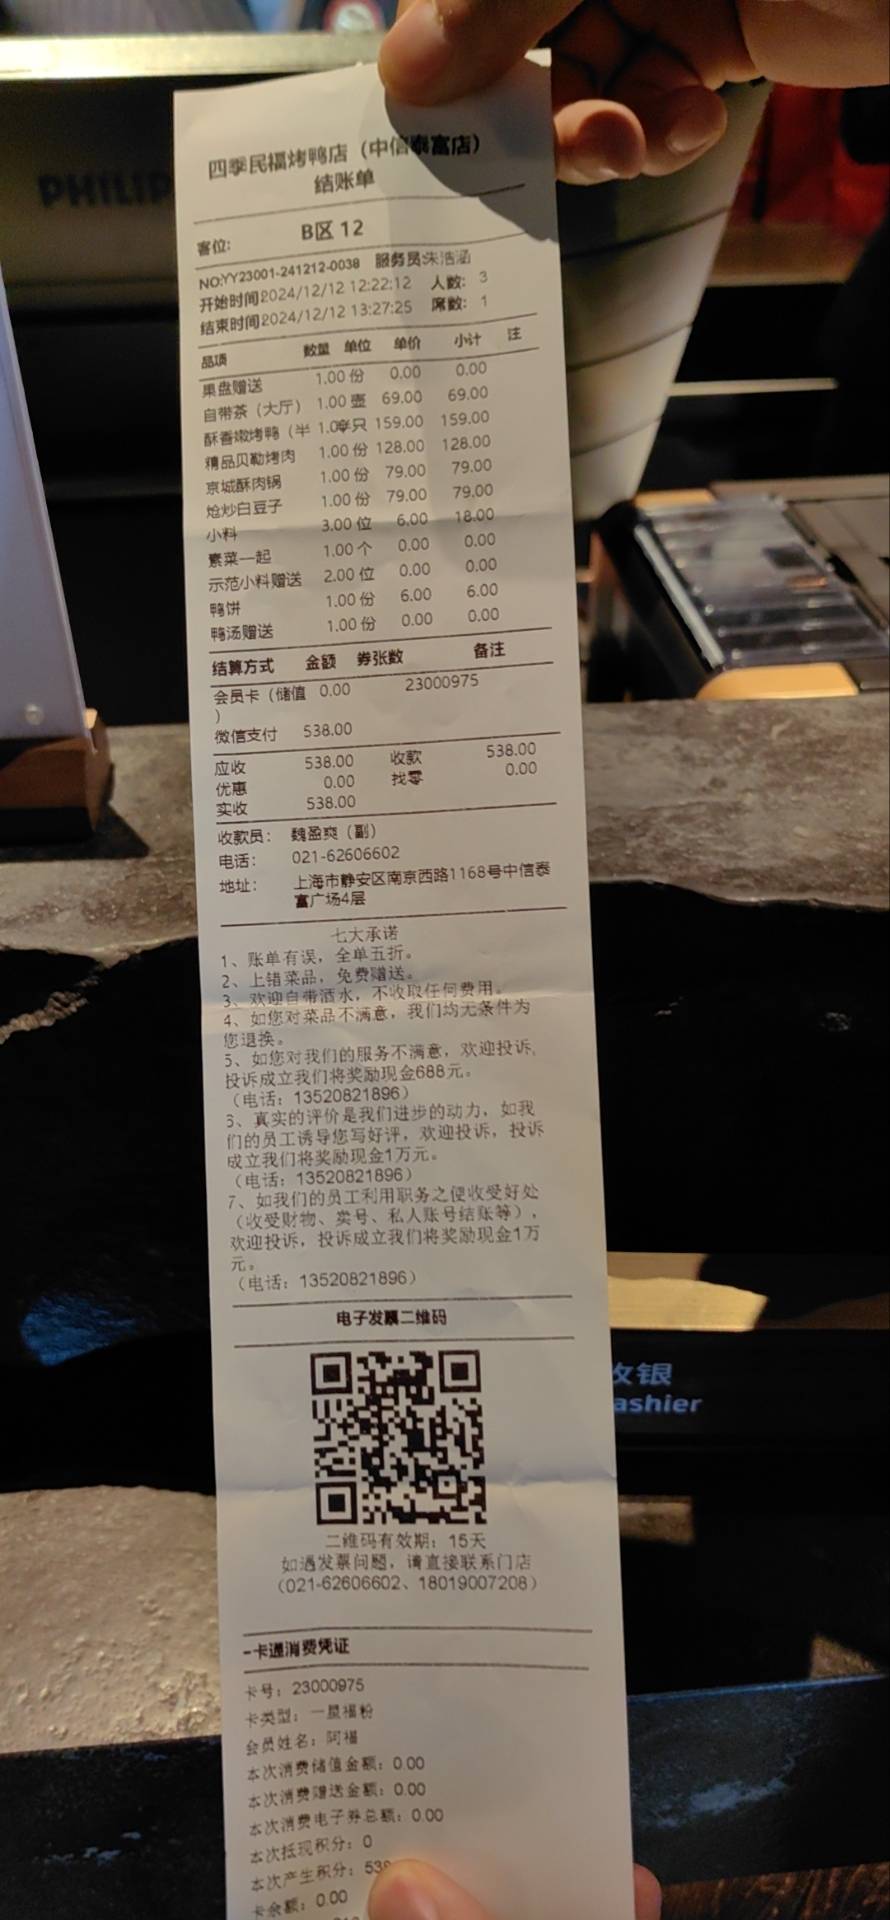 PHILIP
四季民福烤鸭店（中信泰富店）
结账单
客位: B区 12
NO:YY23001-241212-0038 服务员:朱浩涵
开始时间2024/12/12 12:22:12 人数: 3
结束时间2024/12/12 13:27:25 席数: 1
品项 数量 单位 单价 小计 注
果盘赠送 1.00 份 0.00 0.00
自带茶（大厅） 1.00 壶 69.00 69.00
酥香嫩烤鸭（半 1.00 只 159.00 159.00
精品贝勒烤肉 1.00 份 128.00 128.00
京城酥肉锅 1.00 份 79.00 79.00
炝炒白豆子 1.00 份 79.00 79.00
小料 3.00 位 6.00 18.00
素菜一起 1.00 个 0.00 0.00
示范小料赠送 2.00 位 0.00 0.00
鸭饼 1.00 份 6.00 6.00
鸭汤赠送 1.00 份 0.00 0.00
结算方式 金额 券张数 备注
会员卡（储值 0.00 23000975
）
微信支付 538.00
应收 538.00 收款 538.00
优惠 0.00 找零 0.00
实收 538.00
收款员: 魏盈爽（副）
电话: 021-62606602
地址: 上海市静安区南京西路1168号中信泰
富广场4层
七大承诺
1、账单有误，全单五折。
2、上错菜品，免费赠送。
3、欢迎自带酒水，不收取任何费用。
4、如您对菜品不满意，我们均无条件为
您退换。
5、如您对我们的服务不满意，欢迎投诉,
投诉成立我们将奖励现金688元。
（电话：13520821896）
6、真实的评价是我们进步的动力，如我
们的员工诱导您写好评，欢迎投诉，投诉
成立我们将奖励现金1万元。
（电话：13520821896）
7、如我们的员工利用职务之便收受好处
（收受财物、卖号、私人账号结账等），
欢迎投诉，投诉成立我们将奖励现金1万
元。
（电话：13520821896）
电子发票二维码
二维码有效期：15天
如遇发票问题，请直接联系门店
（021-62606602、18019007208）
一卡通消费凭证
卡号：23000975
卡类型：一星福粉
会员姓名：阿福
本次消费储值金额：0.00
本次消费赠送金额：0.00
本次消费电子券总额：0.00
本次抵现积分：0
本次产生积分：538
卡余额：0.00
收银
ashier